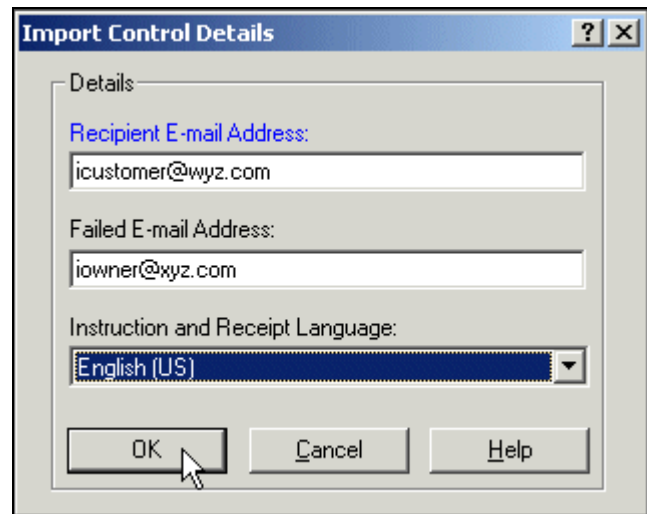 Import Control Details
Details
Recipient E-mail Address:
icustomer@wyz.com
Failed E-mail Address:
iowner@xyz.com
Instruction and Receipt Language:
English (US)
OK Cancel Help